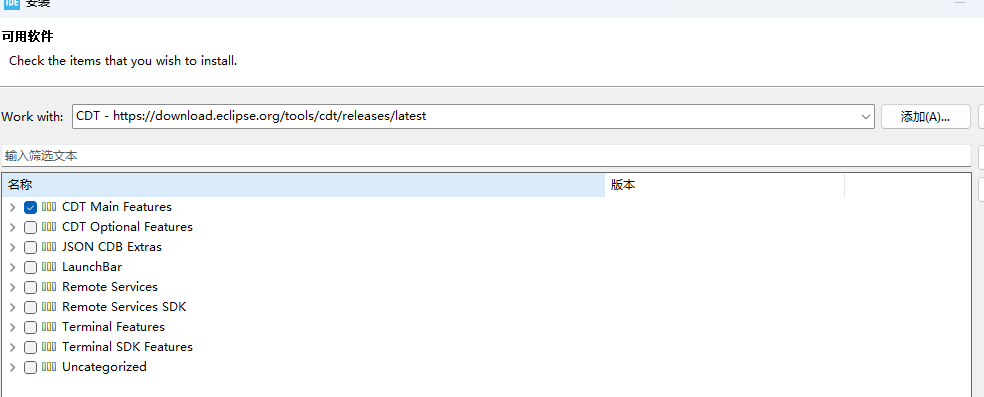 IDE 安装
可用软件
Check the items that you wish to install.
Work with: CDT - https://download.eclipse.org/tools/cdt/releases/latest 添加(A)...
输入筛选文本
名称 版本
CDT Main Features
CDT Optional Features
JSON CDB Extras
LaunchBar
Remote Services
Remote Services SDK
Terminal Features
Terminal SDK Features
Uncategorized